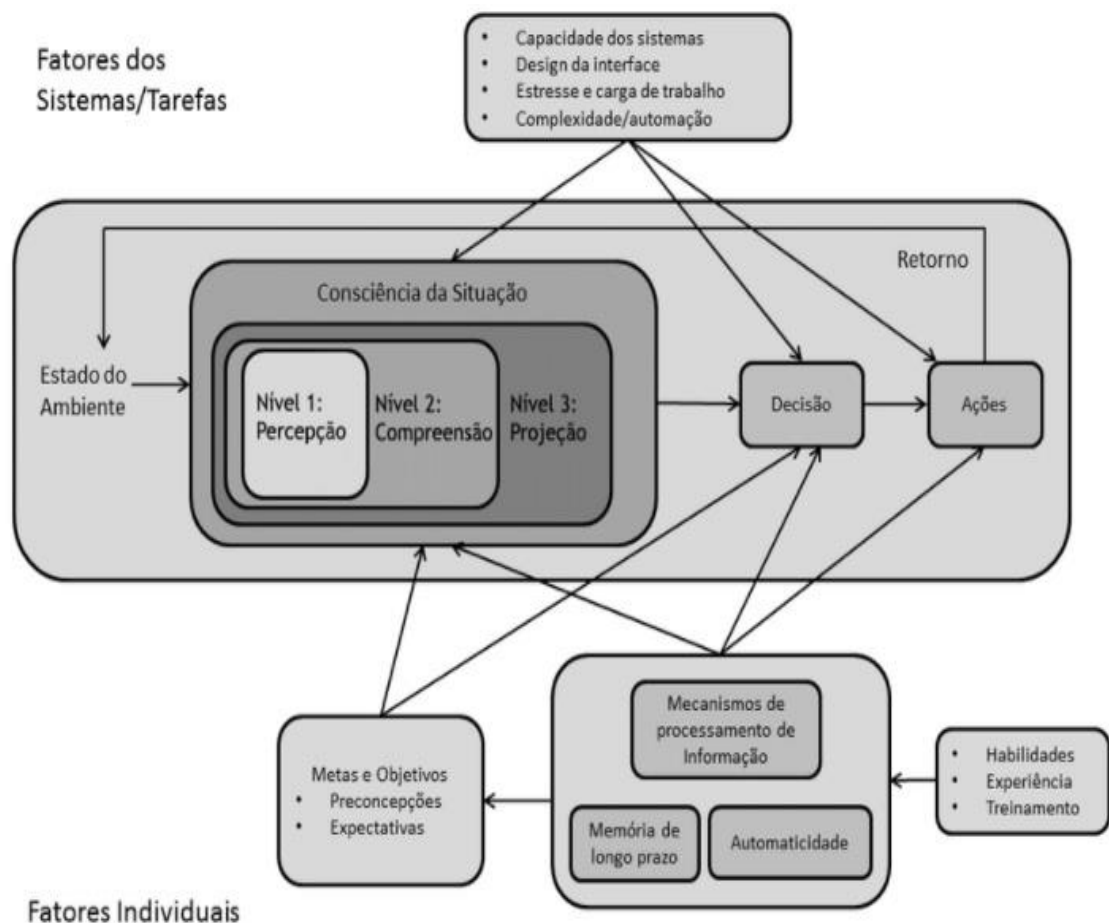 Fatores dos
Sistemas/Tarefas
• Capacidade dos sistemas
• Design da interface
• Estresse e carga de trabalho
• Complexidade/automação
Retorno
Consciência da Situação
Estado do
Ambiente
Nível 1:
Percepção
Nível 2:
Compreensão
Nível 3:
Projeção
Decisão
Ações
Mecanismos de
processamento de
Informação
Metas e Objetivos
• Preconcepções
• Expectativas
Memória de
longo prazo
Automaticidade
• Habilidades
• Experiência
• Treinamento
Fatores Individuais